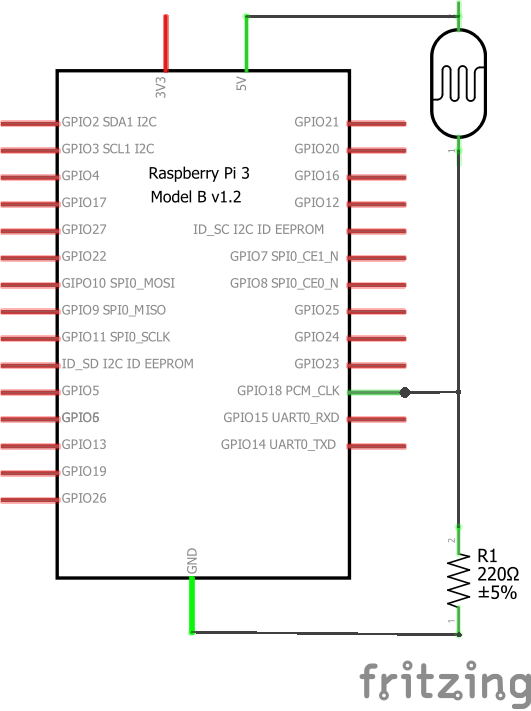 3V3
5V
GPIO2 SDA1 I2C
GPIO3 SCL1 I2C
GPIO4
GPIO17
GPIO27
GPIO22
GIPO10 SPI0_MOSI
GPIO9 SPI0_MISO
GPIO11 SPI0_SCLK
ID_SD I2C ID EEPROM
GPIO5
GPIO6
GPIO13
GPIO19
GPIO26
Raspberry Pi 3
Model B v1.2
GPIO21
GPIO20
GPIO16
GPIO12
ID_SC I2C ID EEPROM
GPIO7 SPI0_CE1_N
GPIO8 SPI0_CE0_N
GPIO25
GPIO24
GPIO23
GPIO18 PCM_CLK
GPIO15 UART0_RXD
GPIO14 UART0_TXD
GND
1
2
R1
220Ω
±5%
1
fritzing